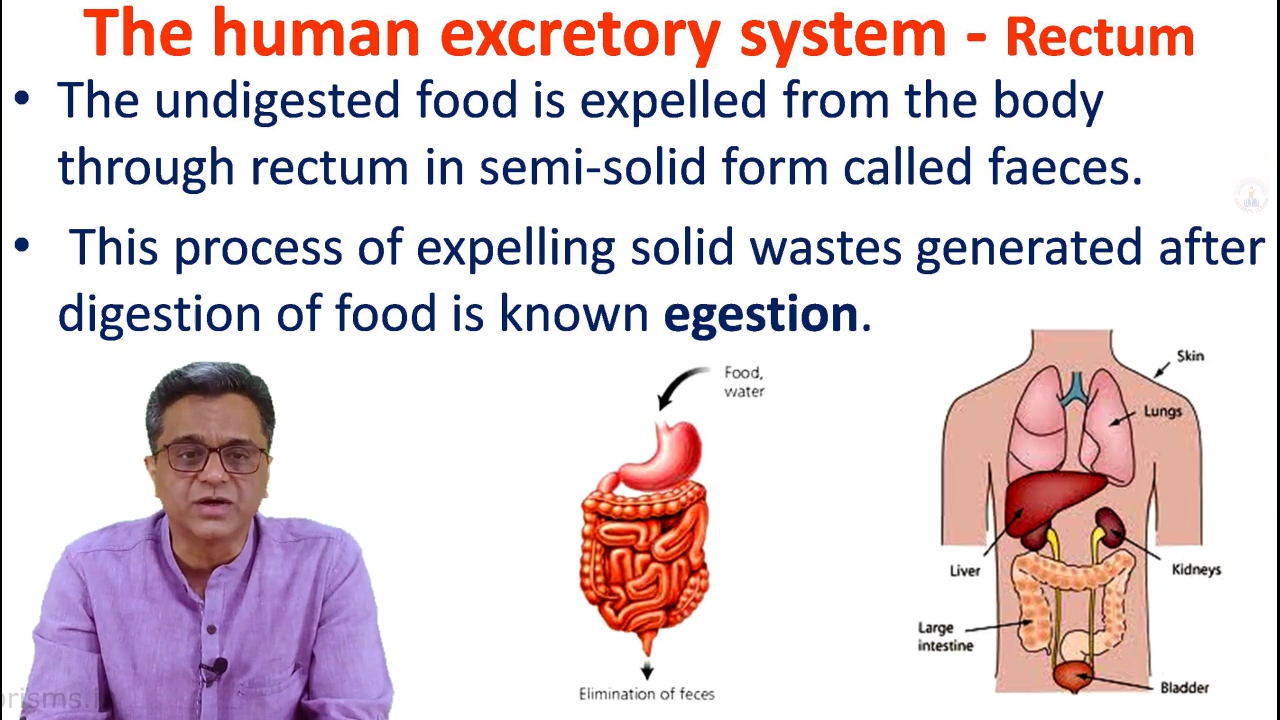 The human excretory system - Rectum
• The undigested food is expelled from the body
through rectum in semi-solid form called faeces.
• This process of expelling solid wastes generated after
digestion of food is known egestion.
Food,
water
Elimination of feces
Skin
Lungs
Liver
Kidneys
Large
intestine
Bladder